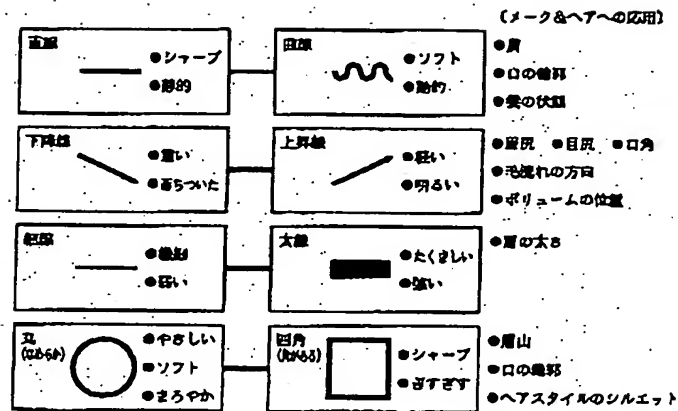 (メーク&ヘアへの応用)
直線
●シャープ
●静的
曲線
●ソフト
●動的
●眉
●口の輪郭
●髪の状態
下降線
●重い
●落ちついた
上昇線
●軽い
●明るい
●眉尻 ●目尻 ●口角
●毛流れの方向
●ボリュームの位置
細線
●繊細
●弱い
太線
●たくましい
●強い
●眉の太さ
丸
(なめらか)
●やさしい
●ソフト
●まろやか
四角
●シャープ
●ぎすぎす
●眉山
●口の輪郭
●ヘアスタイルのシルエット